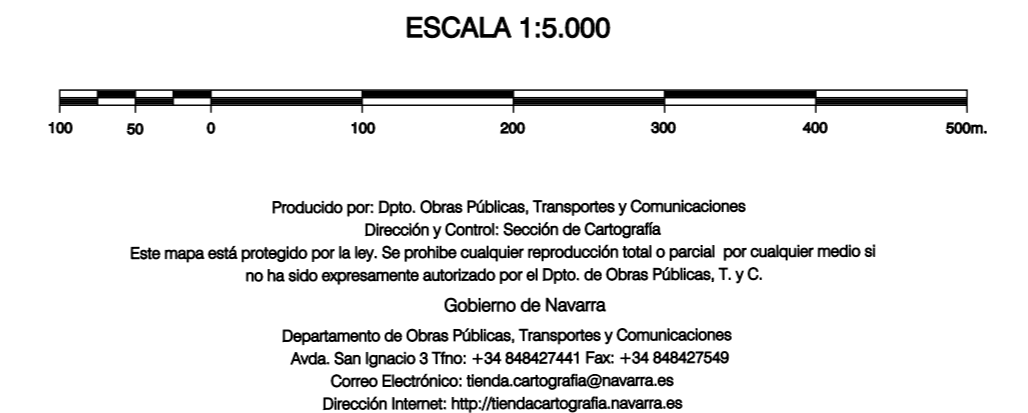 ESCALA 1:5.000
100 50 0 100 200 300 400 500m.
Producido por: Dpto. Obras Públicas, Transportes y Comunicaciones
Dirección y Control: Sección de Cartografía
Este mapa está protegido por la ley. Se prohibe cualquier reproducción total o parcial por cualquier medio si
no ha sido expresamente autorizado por el Dpto. de Obras Públicas, T. y C.
Gobierno de Navarra
Departamento de Obras Públicas, Transportes y Comunicaciones
Avda. San Ignacio 3 Tfno: +34 848427441 Fax: +34 848427549
Correo Electrónico: tienda.cartografia@navarra.es
Dirección Internet: http://tiendacartografia.navarra.es